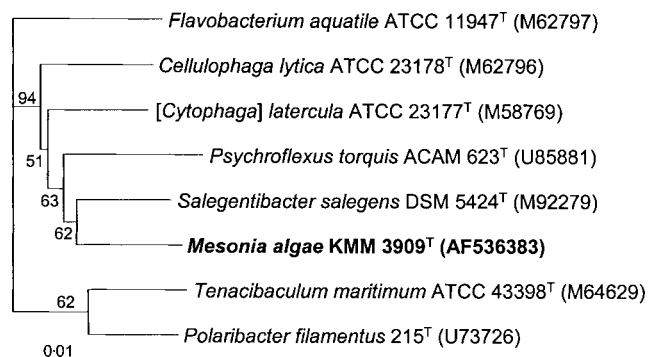 Flavobacterium aquatile ATCC 11947ᵀ (M62797)
Cellulophaga lytica ATCC 23178ᵀ (M62796)
94
[Cytophaga] latercula ATCC 23177ᵀ (M58769)
51
Psychroflexus torquis ACAM 623ᵀ (U85881)
63
Salegentibacter salegens DSM 5424ᵀ (M92279)
62
Mesonia algae KMM 3909ᵀ (AF536383)
Tenacibaculum maritimum ATCC 43398ᵀ (M64629)
62
Polaribacter filamentus 215ᵀ (U73726)
0·01